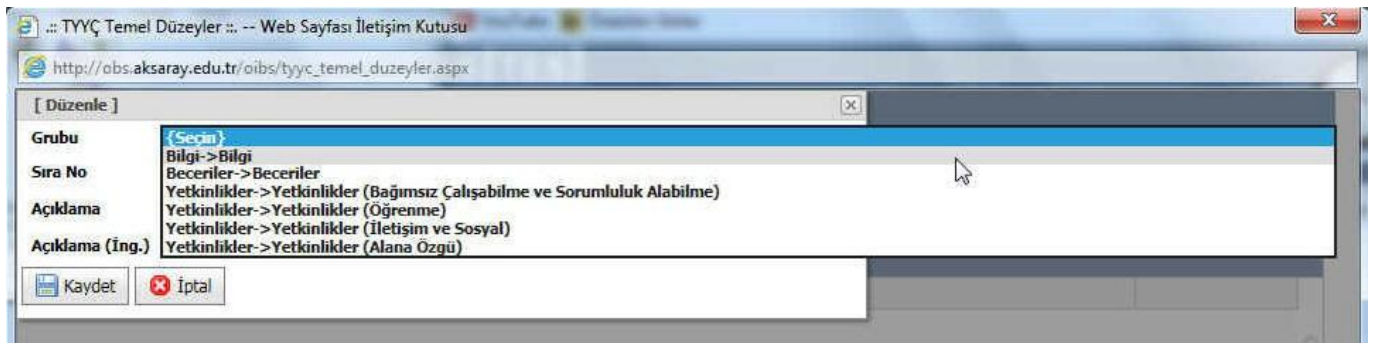 .:: TYYÇ Temel Düzeyler ::. -- Web Sayfası İletişim Kutusu
http://obs.aksaray.edu.tr/oibs/tyyc_temel_duzeyler.aspx
[ Düzenle ]
Grubu
{Seçin}
Bilgi->Bilgi
Sıra No
Beceriler->Beceriler
Yetkinlikler->Yetkinlikler (Bağımsız Çalışabilme ve Sorumluluk Alabilme)
Açıklama
Yetkinlikler->Yetkinlikler (Öğrenme)
Yetkinlikler->Yetkinlikler (İletişim ve Sosyal)
Açıklama (İng.)
Yetkinlikler->Yetkinlikler (Alana Özgü)
Kaydet
İptal